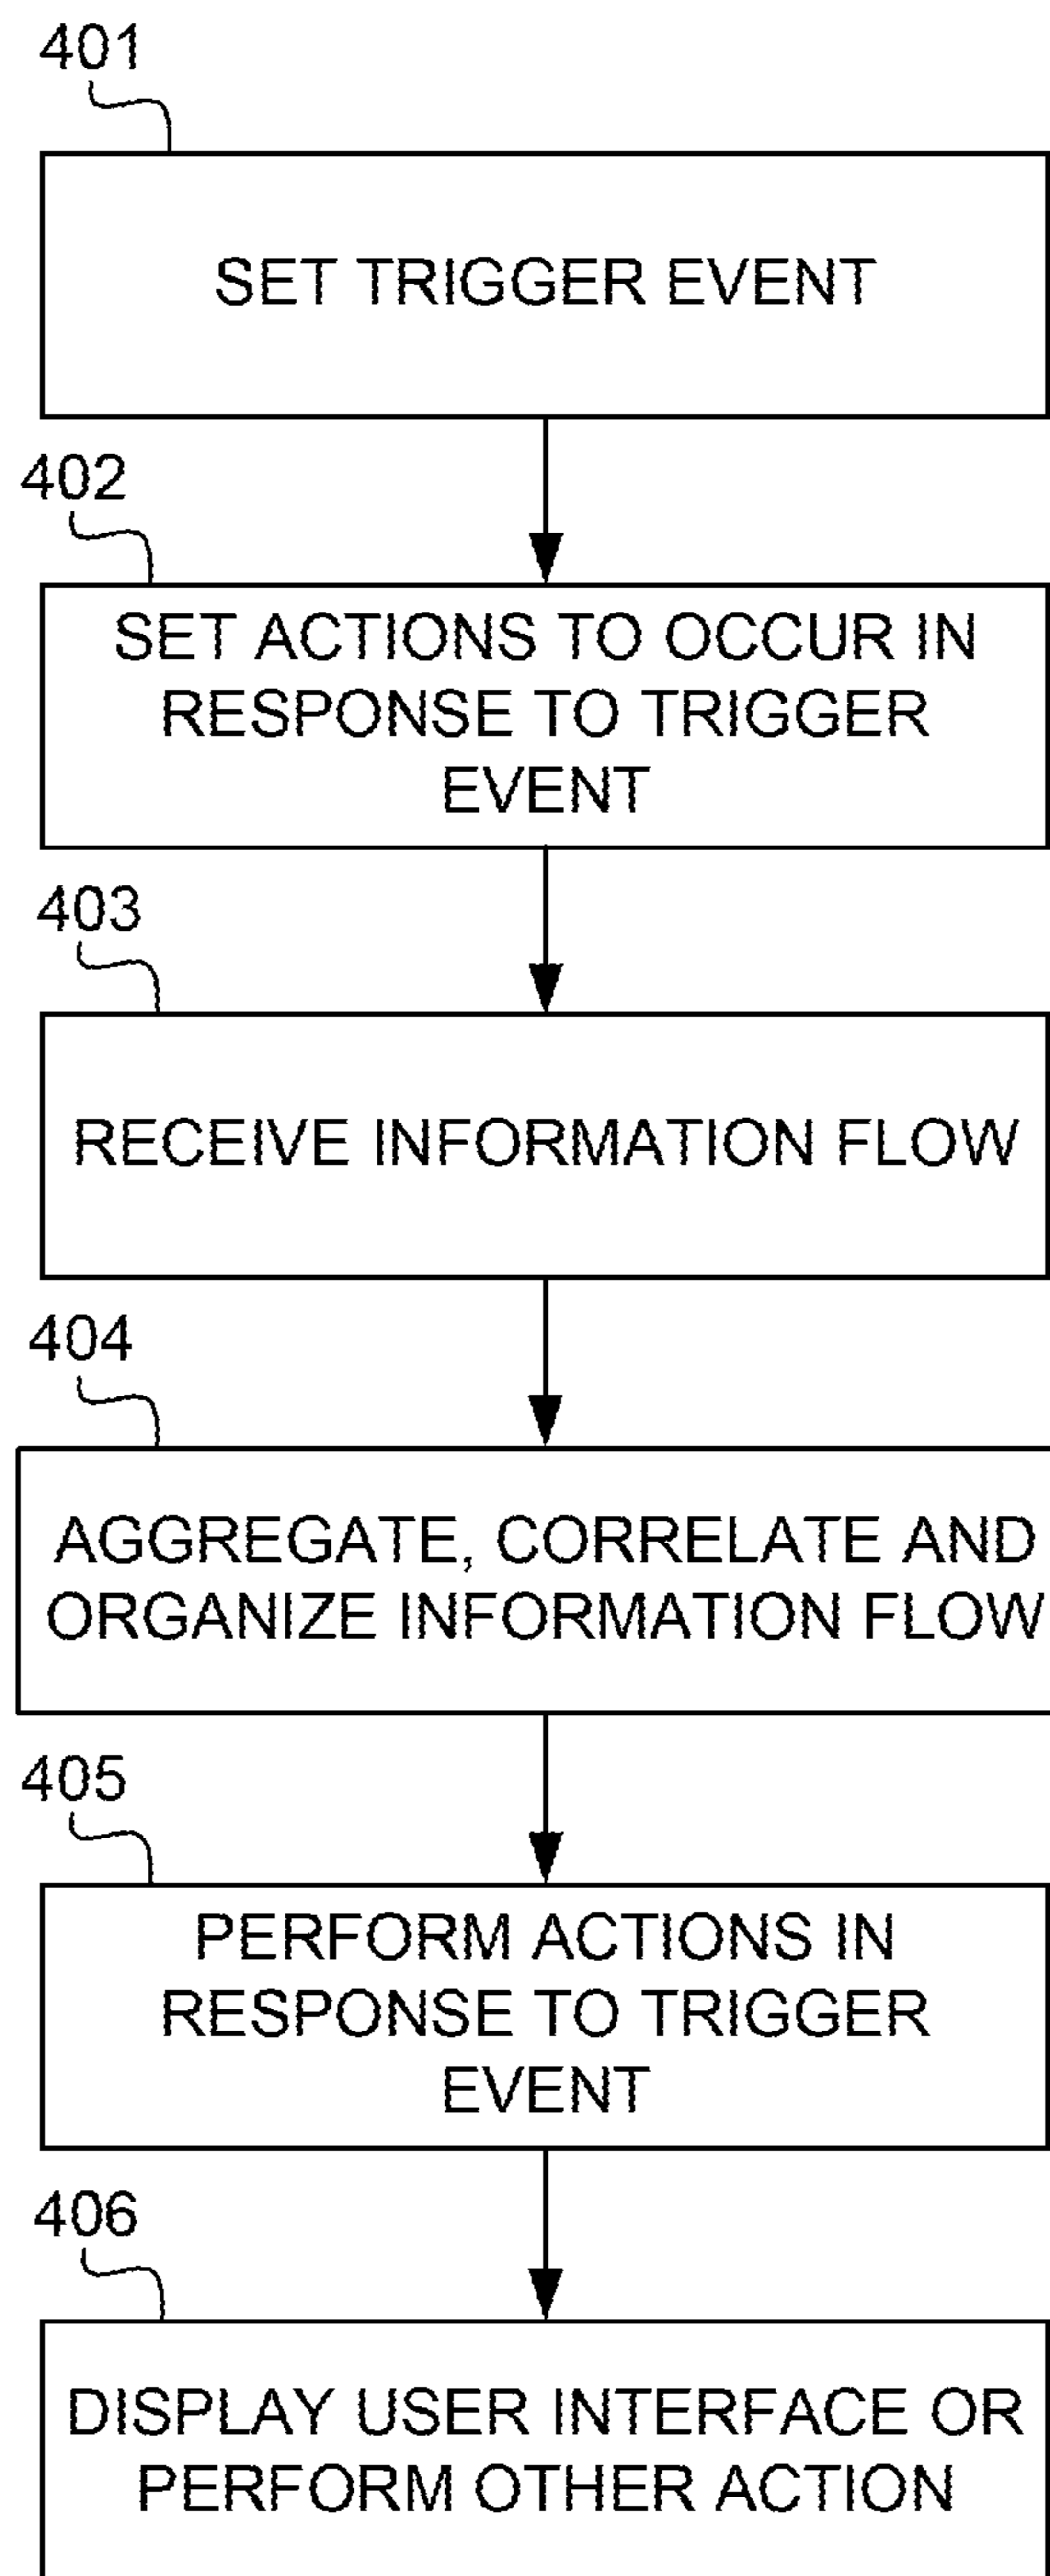 401
SET TRIGGER EVENT
402
SET ACTIONS TO OCCUR IN
RESPONSE TO TRIGGER
EVENT
403
RECEIVE INFORMATION FLOW
404
AGGREGATE, CORRELATE AND
ORGANIZE INFORMATION FLOW
405
PERFORM ACTIONS IN
RESPONSE TO TRIGGER
EVENT
406
DISPLAY USER INTERFACE OR
PERFORM OTHER ACTION